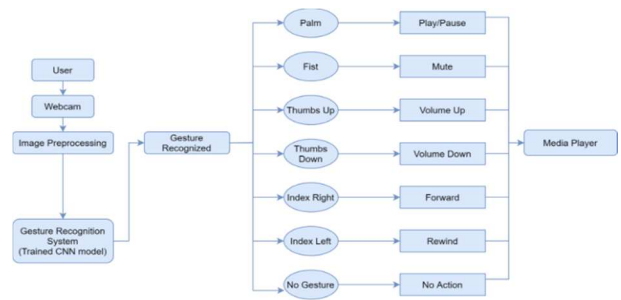 User
Webcam
Image Preprocessing
Gesture Recognition
System
(Trained CNN model)
Gesture
Recognized
Palm
Play/Pause
Fist
Mute
Thumbs Up
Volume Up
Thumbs
Down
Volume Down
Index Right
Forward
Index Left
Rewind
No Gesture
No Action
Media Player